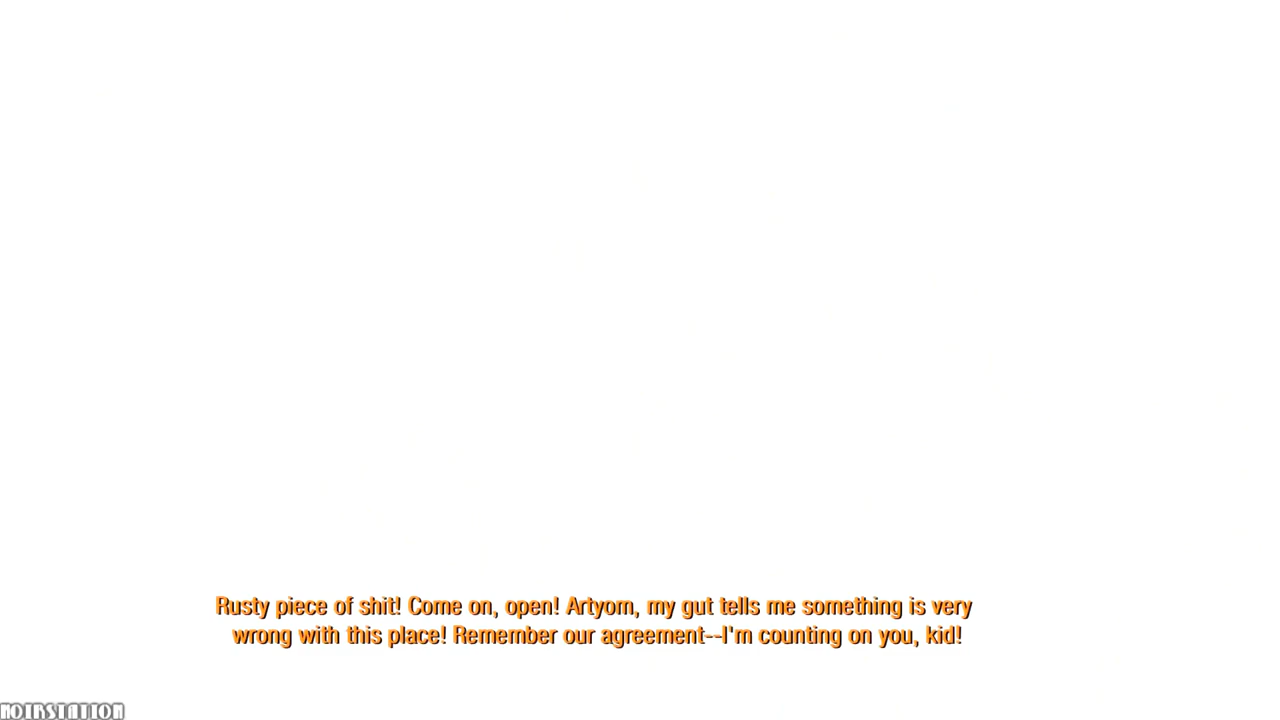 Rusty piece of shit! Come on, open! Artyom, my gut tells me something is very
wrong with this place! Remember our agreement--I'm counting on you, kid!
NOIRSTATION